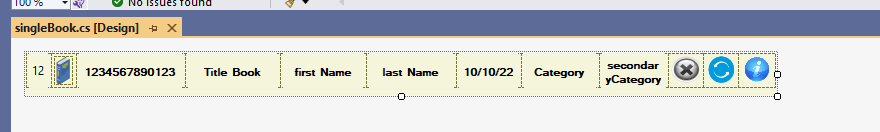 100 %
No issues found
singleBook.cs [Design]
12
1234567890123
Title Book
first Name
last Name
10/10/22
Category
secondar
yCategory